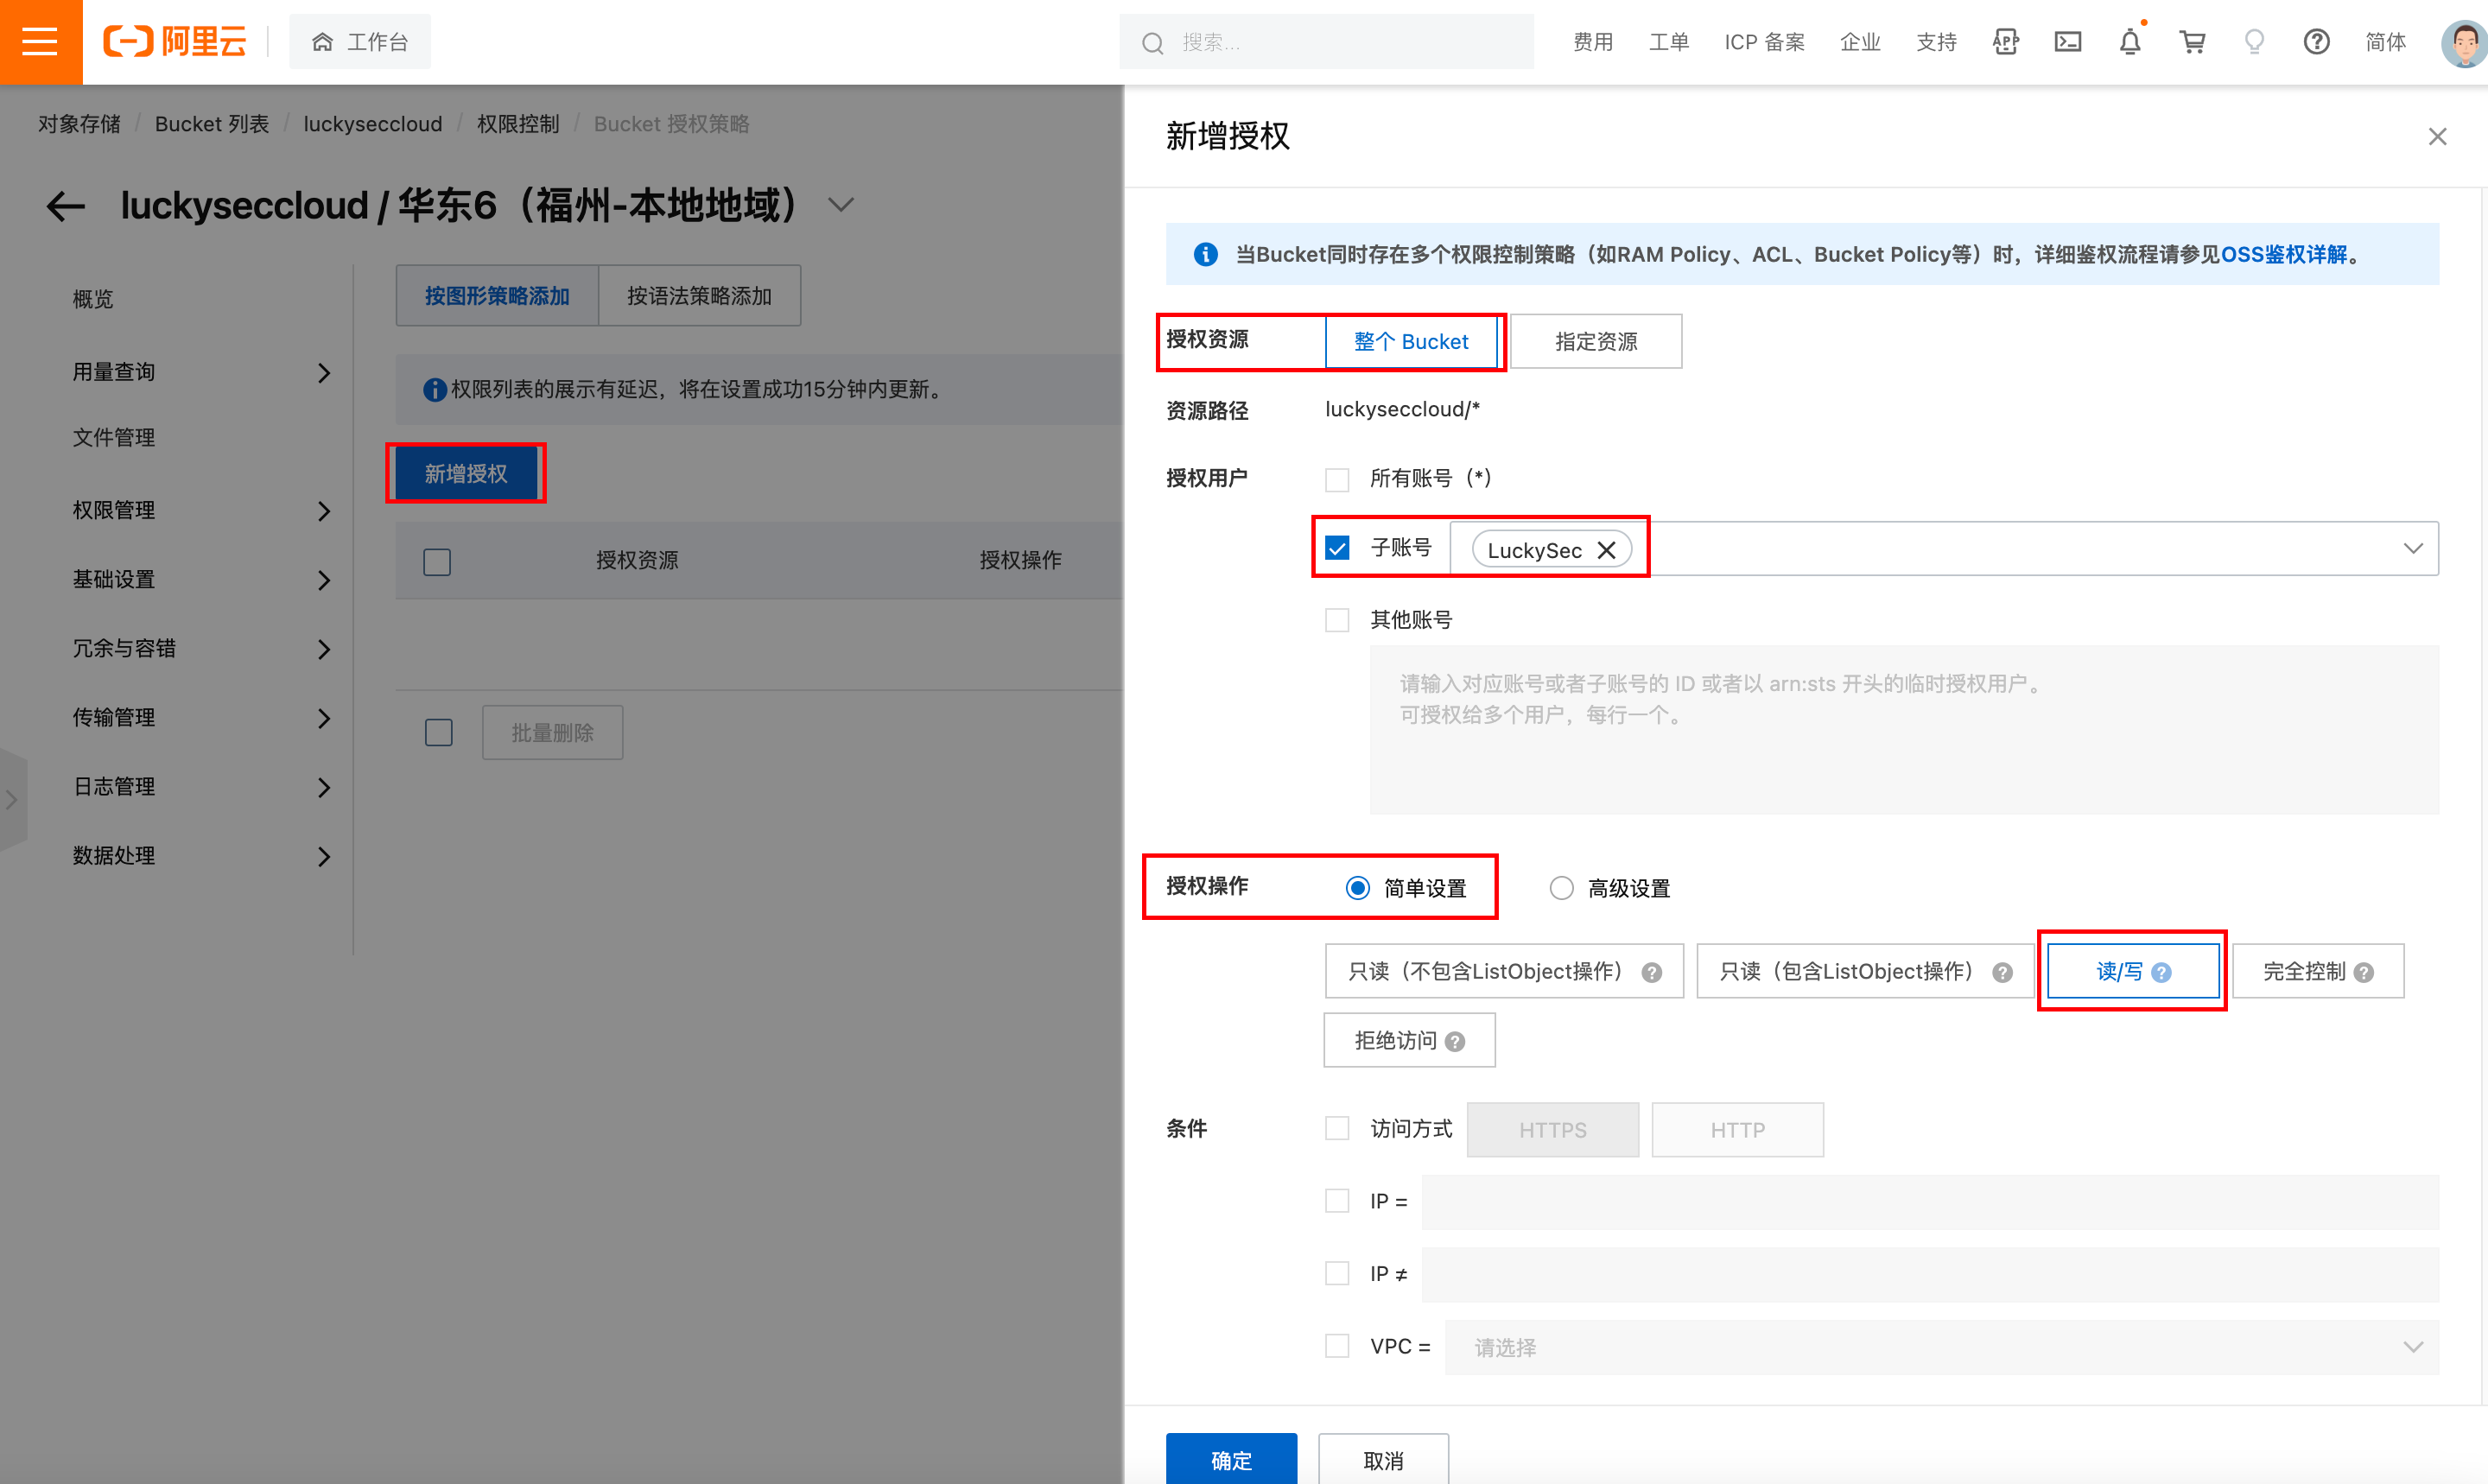 阿里云
工作台
搜索...
费用
工单
ICP 备案
企业
支持
APP
简体
对象存储 / Bucket 列表 / luckyseccloud / 权限控制 / Bucket 授权策略
luckyseccloud / 华东6（福州-本地地域）
概览
用量查询
文件管理
权限管理
基础设置
冗余与容错
传输管理
日志管理
数据处理
按图形策略添加
按语法策略添加
权限列表的展示有延迟，将在设置成功15分钟内更新。
新增授权
授权资源
授权操作
批量删除
新增授权
当Bucket同时存在多个权限控制策略（如RAM Policy、ACL、Bucket Policy等）时，详细鉴权流程请参见OSS鉴权详解。
授权资源
整个 Bucket
指定资源
资源路径
luckyseccloud/*
授权用户
所有账号（*）
子账号
LuckySec
其他账号
请输入对应账号或者子账号的 ID 或者以 arn:sts 开头的临时授权用户。
可授权给多个用户，每行一个。
授权操作
简单设置
高级设置
只读（不包含ListObject操作） ?
只读（包含ListObject操作） ?
读/写 ?
完全控制 ?
拒绝访问 ?
条件
访问方式
HTTPS
HTTP
IP =
IP ≠
VPC =
请选择
确定
取消